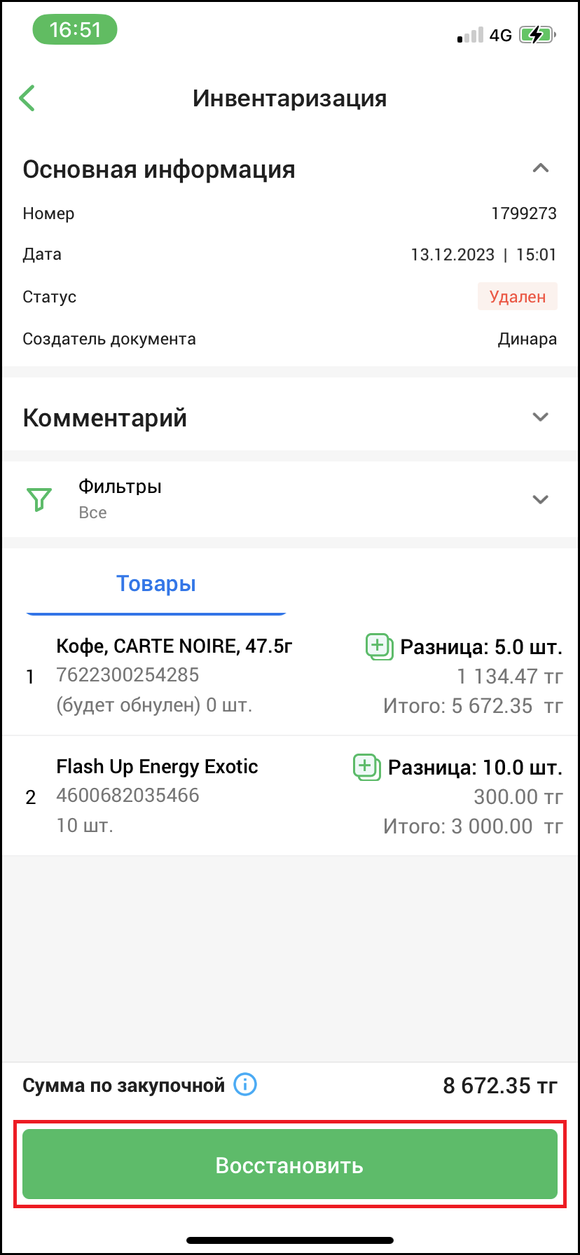 16:51
4G
Инвентаризация
Основная информация
Номер 1799273
Дата 13.12.2023 | 15:01
Статус Удален
Создатель документа Динара
Комментарий
Фильтры
Все
Товары
Кофе, CARTE NOIRE, 47.5г Разница: 5.0 шт.
1 7622300254285 1 134.47 тг
(будет обнулен) 0 шт. Итого: 5 672.35 тг
Flash Up Energy Exotic Разница: 10.0 шт.
2 4600682035466 300.00 тг
10 шт. Итого: 3 000.00 тг
Сумма по закупочной 8 672.35 тг
Восстановить